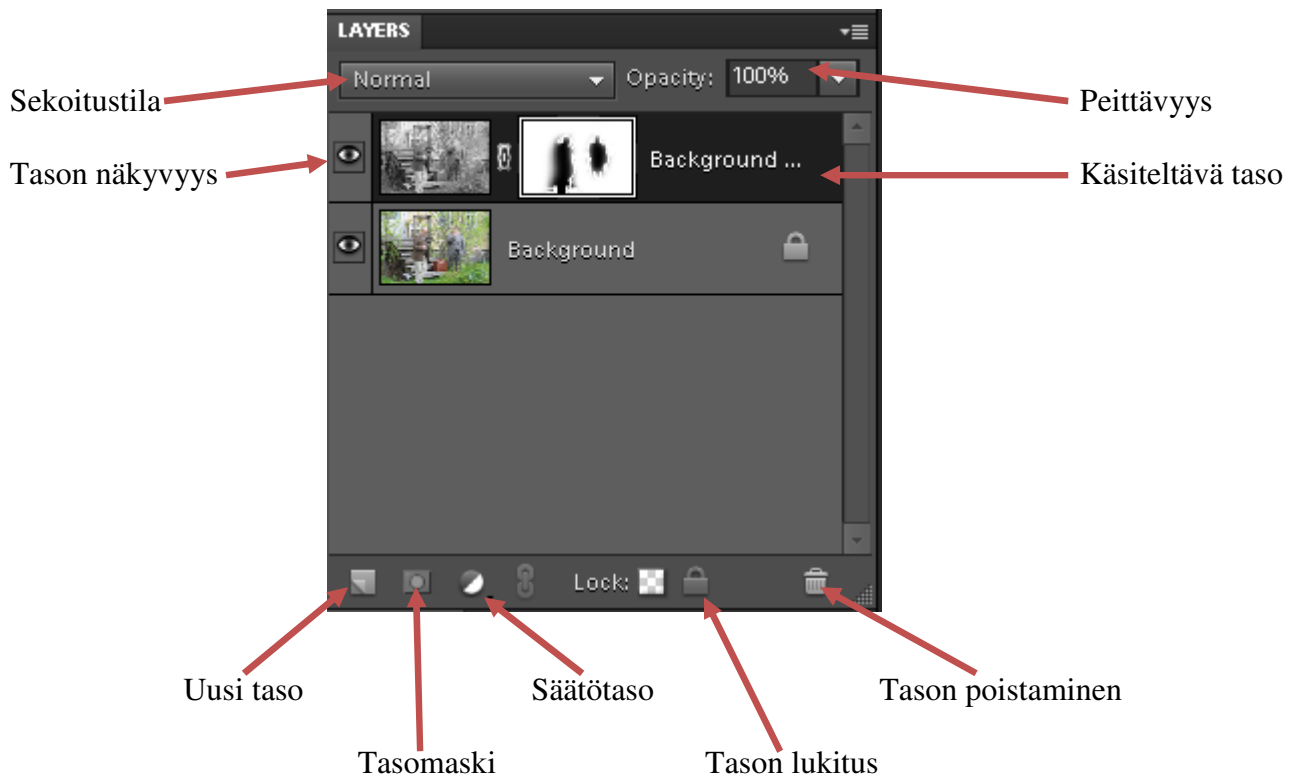 LAYERS
Normal
Opacity: 100%
Sekoitustila
Peittävyys
Tason näkyvyys
Background ...
Käsiteltävä taso
Background
Lock:
Uusi taso
Säätötaso
Tason poistaminen
Tasomaski
Tason lukitus